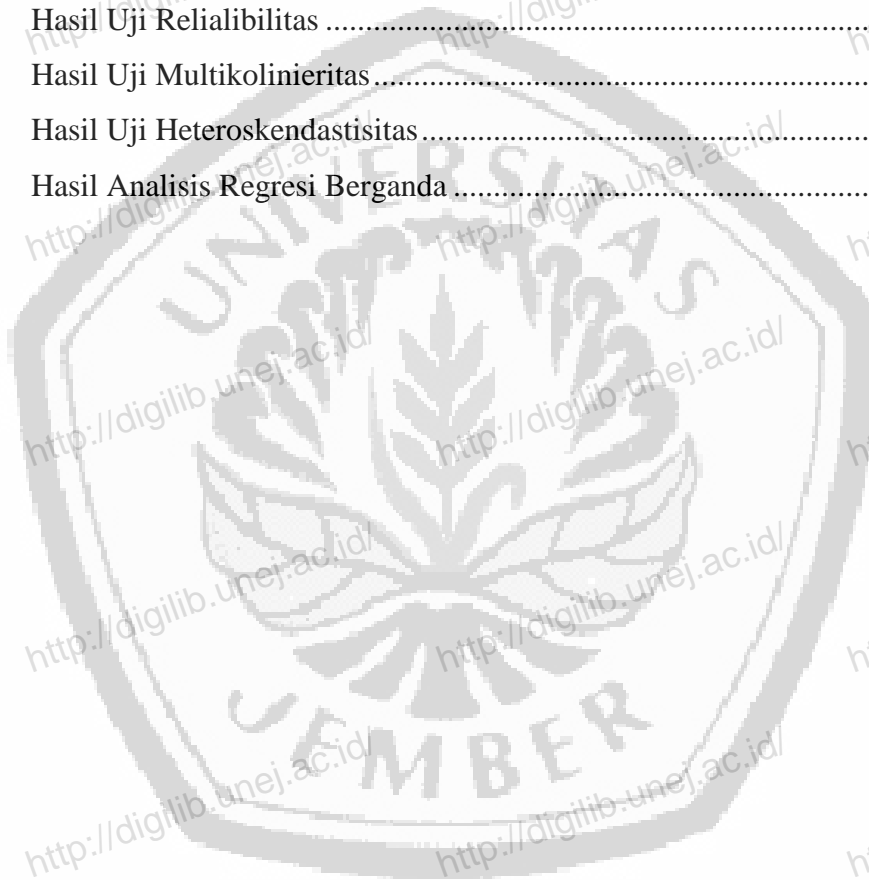 Hasil Uji Relialibilitas ................................................................
Hasil Uji Multikolinieritas................................................................
Hasil Uji Heteroskendastisitas................................................................
Hasil Analisis Regresi Berganda ................................................................
UNIVERSITAS
JEMBER
http://digilib.unej.ac.id/
http://digilib.unej.ac.id/
http://digilib.unej.ac.id/
http://digilib.unej.ac.id/
http://digilib.unej.ac.id/
http://digilib.unej.ac.id/
http://digilib.unej.ac.id/
http://digilib.unej.ac.id/